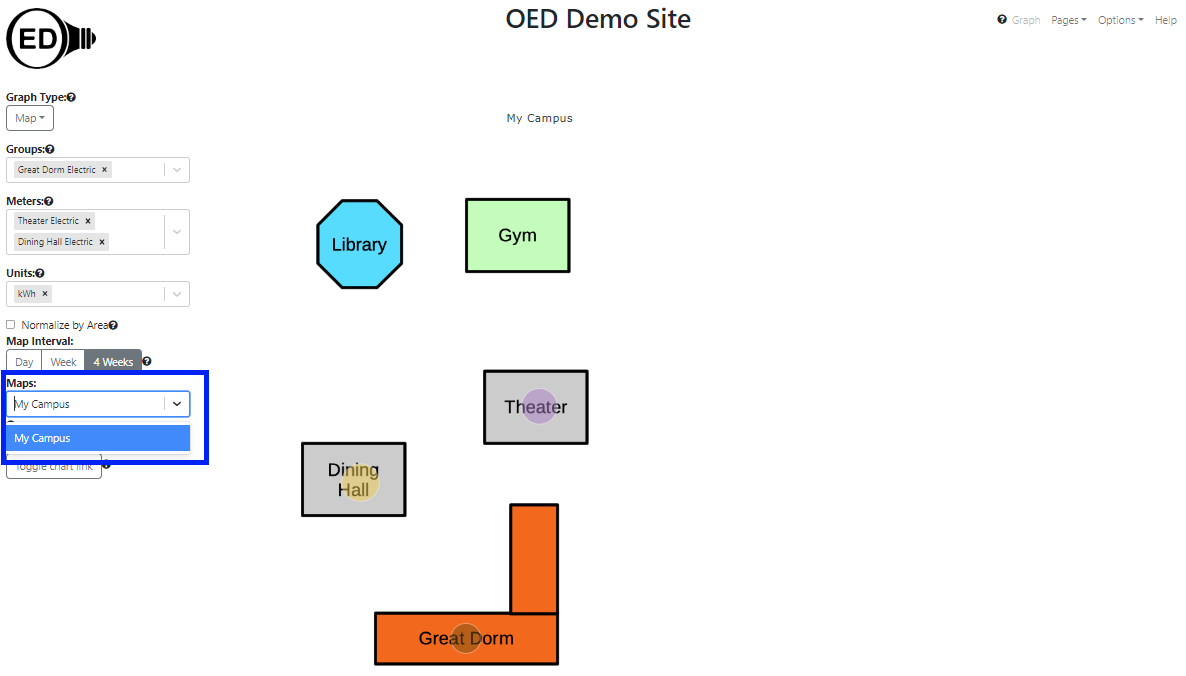 OED Demo Site
ED
? Graph Pages Options Help
Graph Type:?
Map
My Campus
Groups:?
Great Dorm Electric ×
Meters:?
Theater Electric ×
Dining Hall Electric ×
Units:?
kWh ×
Normalize by Area?
Map Interval:
Day Week 4 Weeks ?
Maps:
My Campus
My Campus
Toggle chart link
Library
Gym
Theater
Dining
Hall
Great Dorm